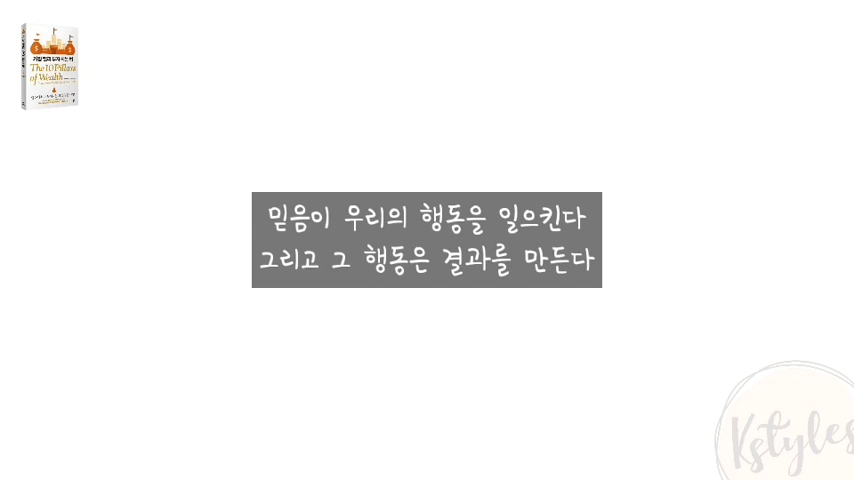 The 10 Pillars
of Wealth
믿음이 우리의 행동을 일으킨다
그리고 그 행동은 결과를 만든다
Kstyles